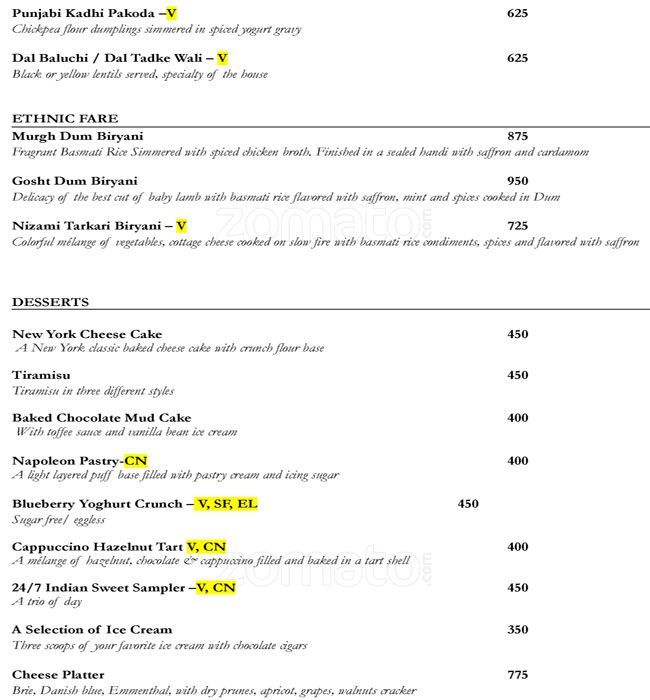 Punjabi Kadhi Pakoda –V 625
Chickpea flour dumplings simmered in spiced yogurt gravy
Dal Baluchi / Dal Tadke Wali – V 625
Black or yellow lentils served, specialty of the house
ETHNIC FARE
Murgh Dum Biryani 875
Fragrant Basmati Rice Simmered with spiced chicken broth. Finished in a sealed handi with saffron and cardamom
Gosht Dum Biryani 950
Delicacy of the best cut of baby lamb with basmati rice flavored with saffron, mint and spices cooked in Dum
zomato.com
Nizami Tarkari Biryani – V 725
Colorful mélange of vegetables, cottage cheese cooked on slow fire with basmati rice condiments, spices and flavored with saffron
DESSERTS
New York Cheese Cake 450
A New York classic baked cheese cake with crunch flour base
Tiramisu 450
Tiramisu in three different styles
Baked Chocolate Mud Cake 400
With toffee sauce and vanilla bean ice cream
Napoleon Pastry-CN 400
A light layered puff base filled with pastry cream and icing sugar
Blueberry Yoghurt Crunch – V, SF, EL 450
Sugar free/ eggless
Cappuccino Hazelnut Tart V, CN 400
A mélange of hazelnut, chocolate & cappuccino filled and baked in a tart shell
zomato.com
24/7 Indian Sweet Sampler –V, CN 450
A trio of day
A Selection of Ice Cream 350
Three scoops of your favorite ice cream with chocolate cigars
Cheese Platter 775
Brie, Danish blue, Emmenthal, with dry prunes, apricot, grapes, walnuts cracker